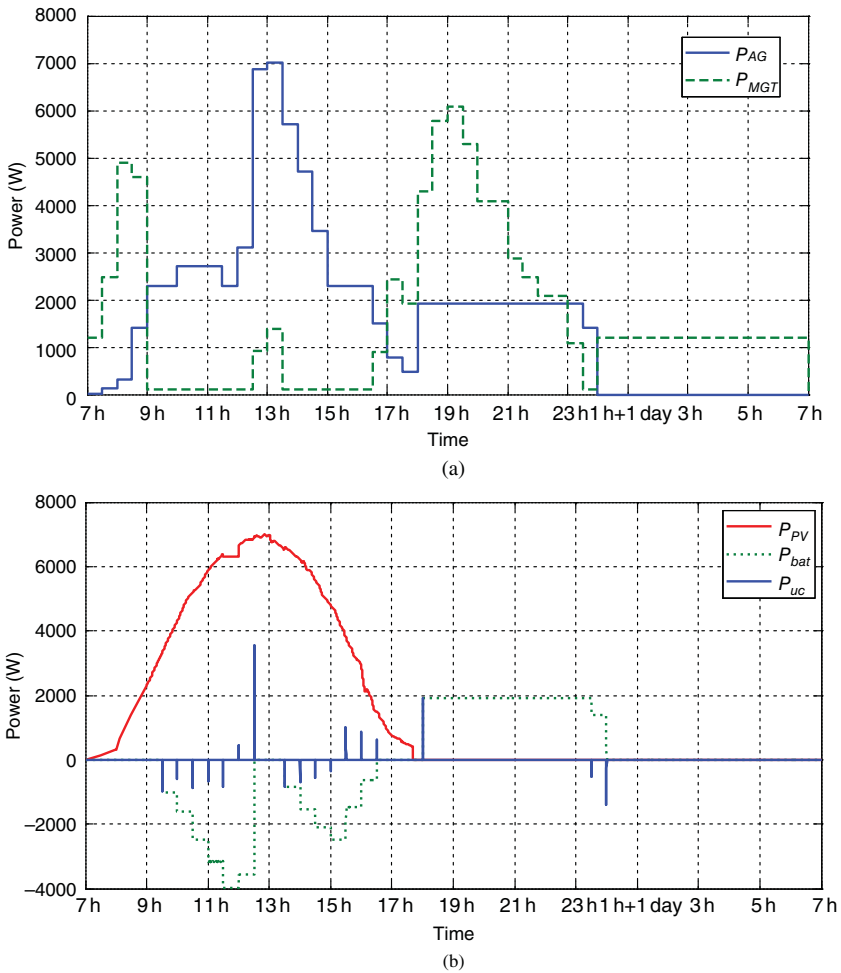 8000
7000
6000
5000
4000
3000
2000
1000
0
Power (W)
P_AG
P_MGT
7 h 9 h 11 h 13 h 15 h 17 h 19 h 21 h 23 h 1 h+1 day 3 h 5 h 7 h
Time
(a)
8000
6000
4000
2000
0
−2000
−4000
Power (W)
P_PV
P_bat
P_uc
7 h 9 h 11 h 13 h 15 h 17 h 19 h 21 h 23 h 1 h+1 day 3 h 5 h 7 h
Time
(b)